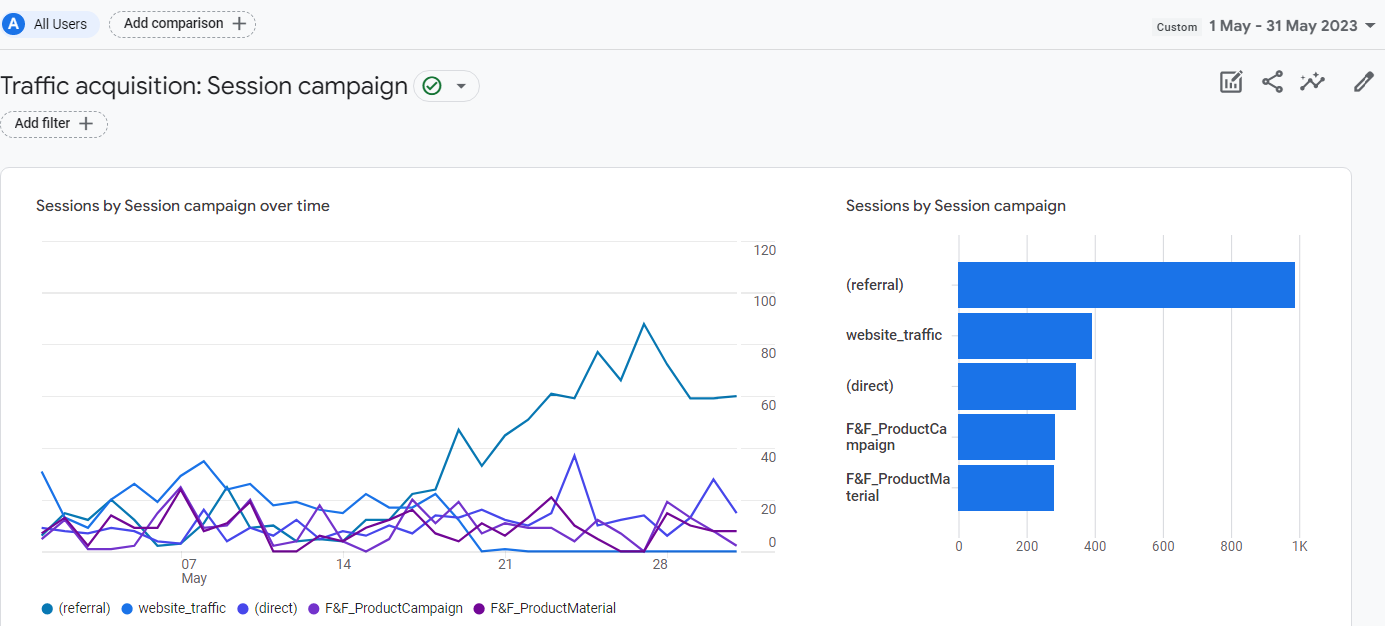 A All Users Add comparison + Custom 1 May - 31 May 2023
Traffic acquisition: Session campaign
Add filter +
Sessions by Session campaign over time
120
100
80
60
40
20
0
07
May
14
21
28
(referral) website_traffic (direct) F&F_ProductCampaign F&F_ProductMaterial
Sessions by Session campaign
(referral)
website_traffic
(direct)
F&F_ProductCa
mpaign
F&F_ProductMa
terial
0 200 400 600 800 1K